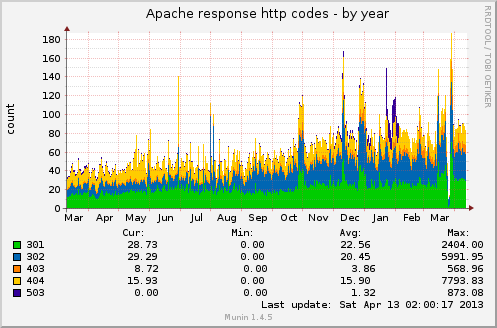 Apache response http codes - by year
RRDTOOL / TOBI OETIKER
count
180
160
140
120
100
80
60
40
20
0
Mar Apr May Jun Jul Aug Sep Oct Nov Dec Jan Feb Mar
Cur: Min: Avg: Max:
301 28.73 0.00 22.56 2404.00
302 29.29 0.00 20.45 5991.95
403 8.72 0.00 3.86 568.96
404 15.93 0.00 15.90 7793.83
503 0.00 0.00 1.32 873.08
Last update: Sat Apr 13 02:00:17 2013
Munin 1.4.5